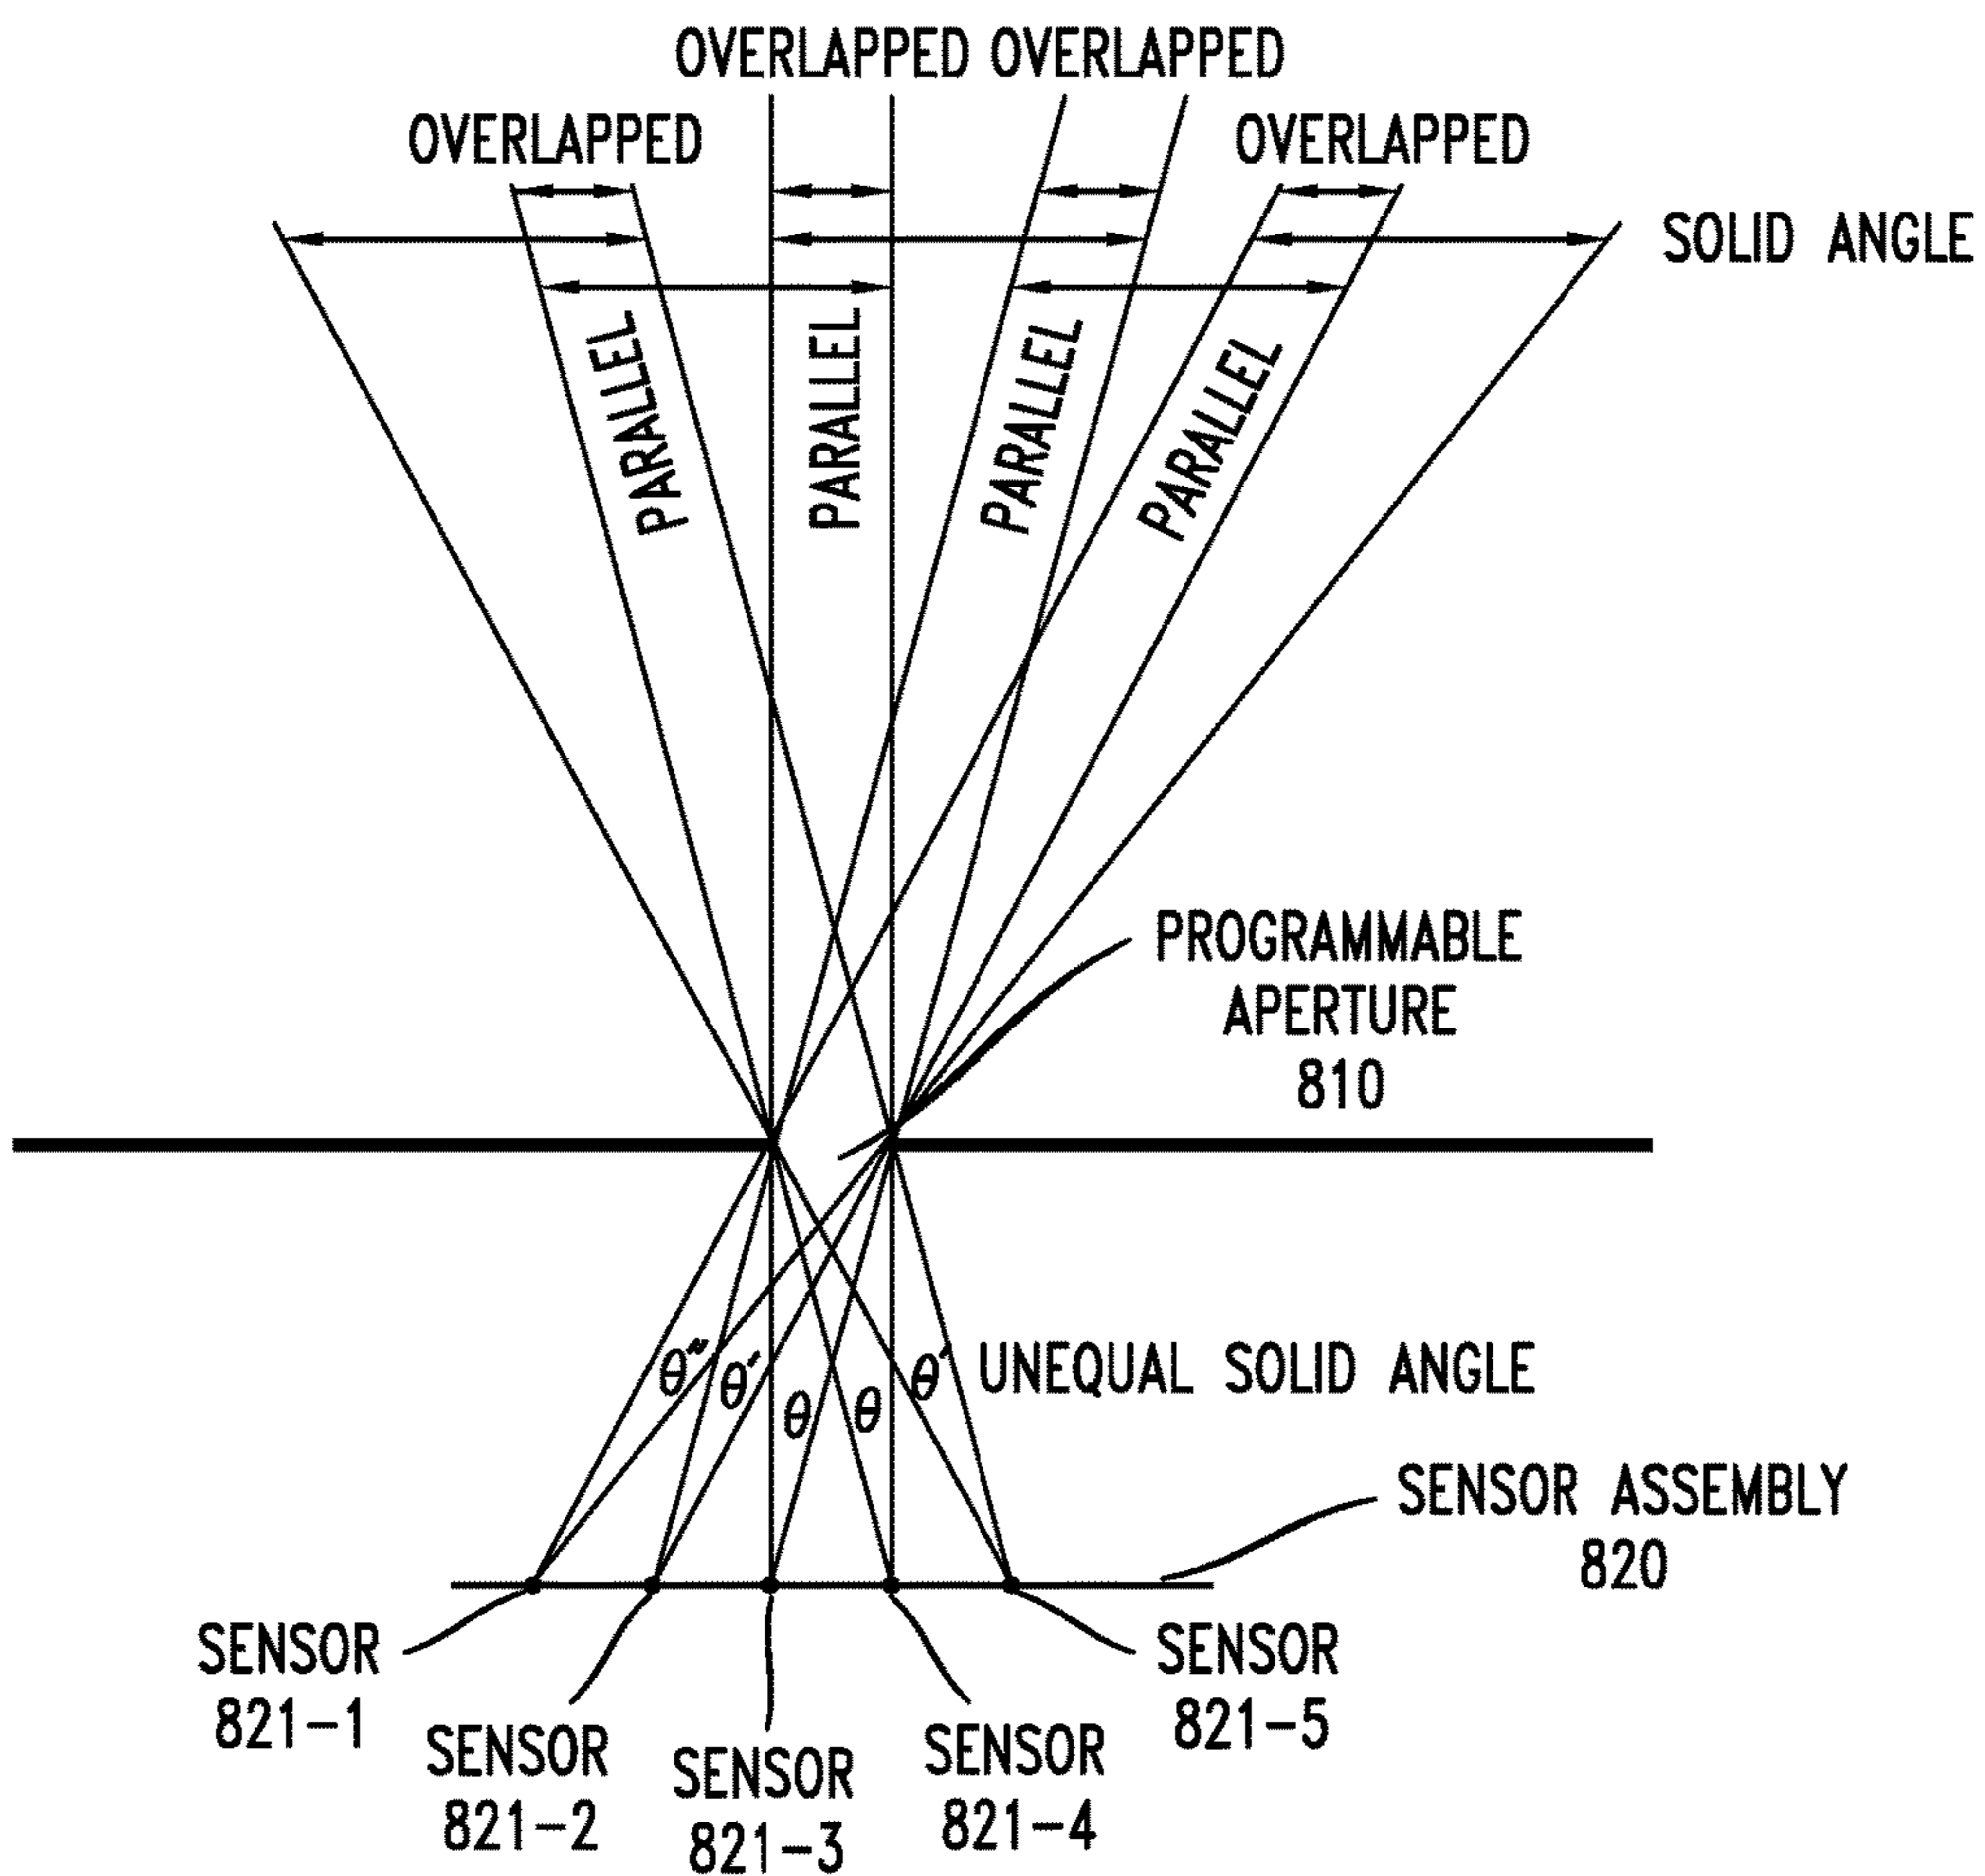 OVERLAPPED OVERLAPPED
OVERLAPPED
OVERLAPPED
SOLID ANGLE
PARALLEL
PARALLEL
PARALLEL
PARALLEL
PROGRAMMABLE
APERTURE
810
θ"
θ'
θ
θ
θ'
UNEQUAL SOLID ANGLE
SENSOR ASSEMBLY
820
SENSOR
821-1
SENSOR
821-2
SENSOR
821-3
SENSOR
821-4
SENSOR
821-5